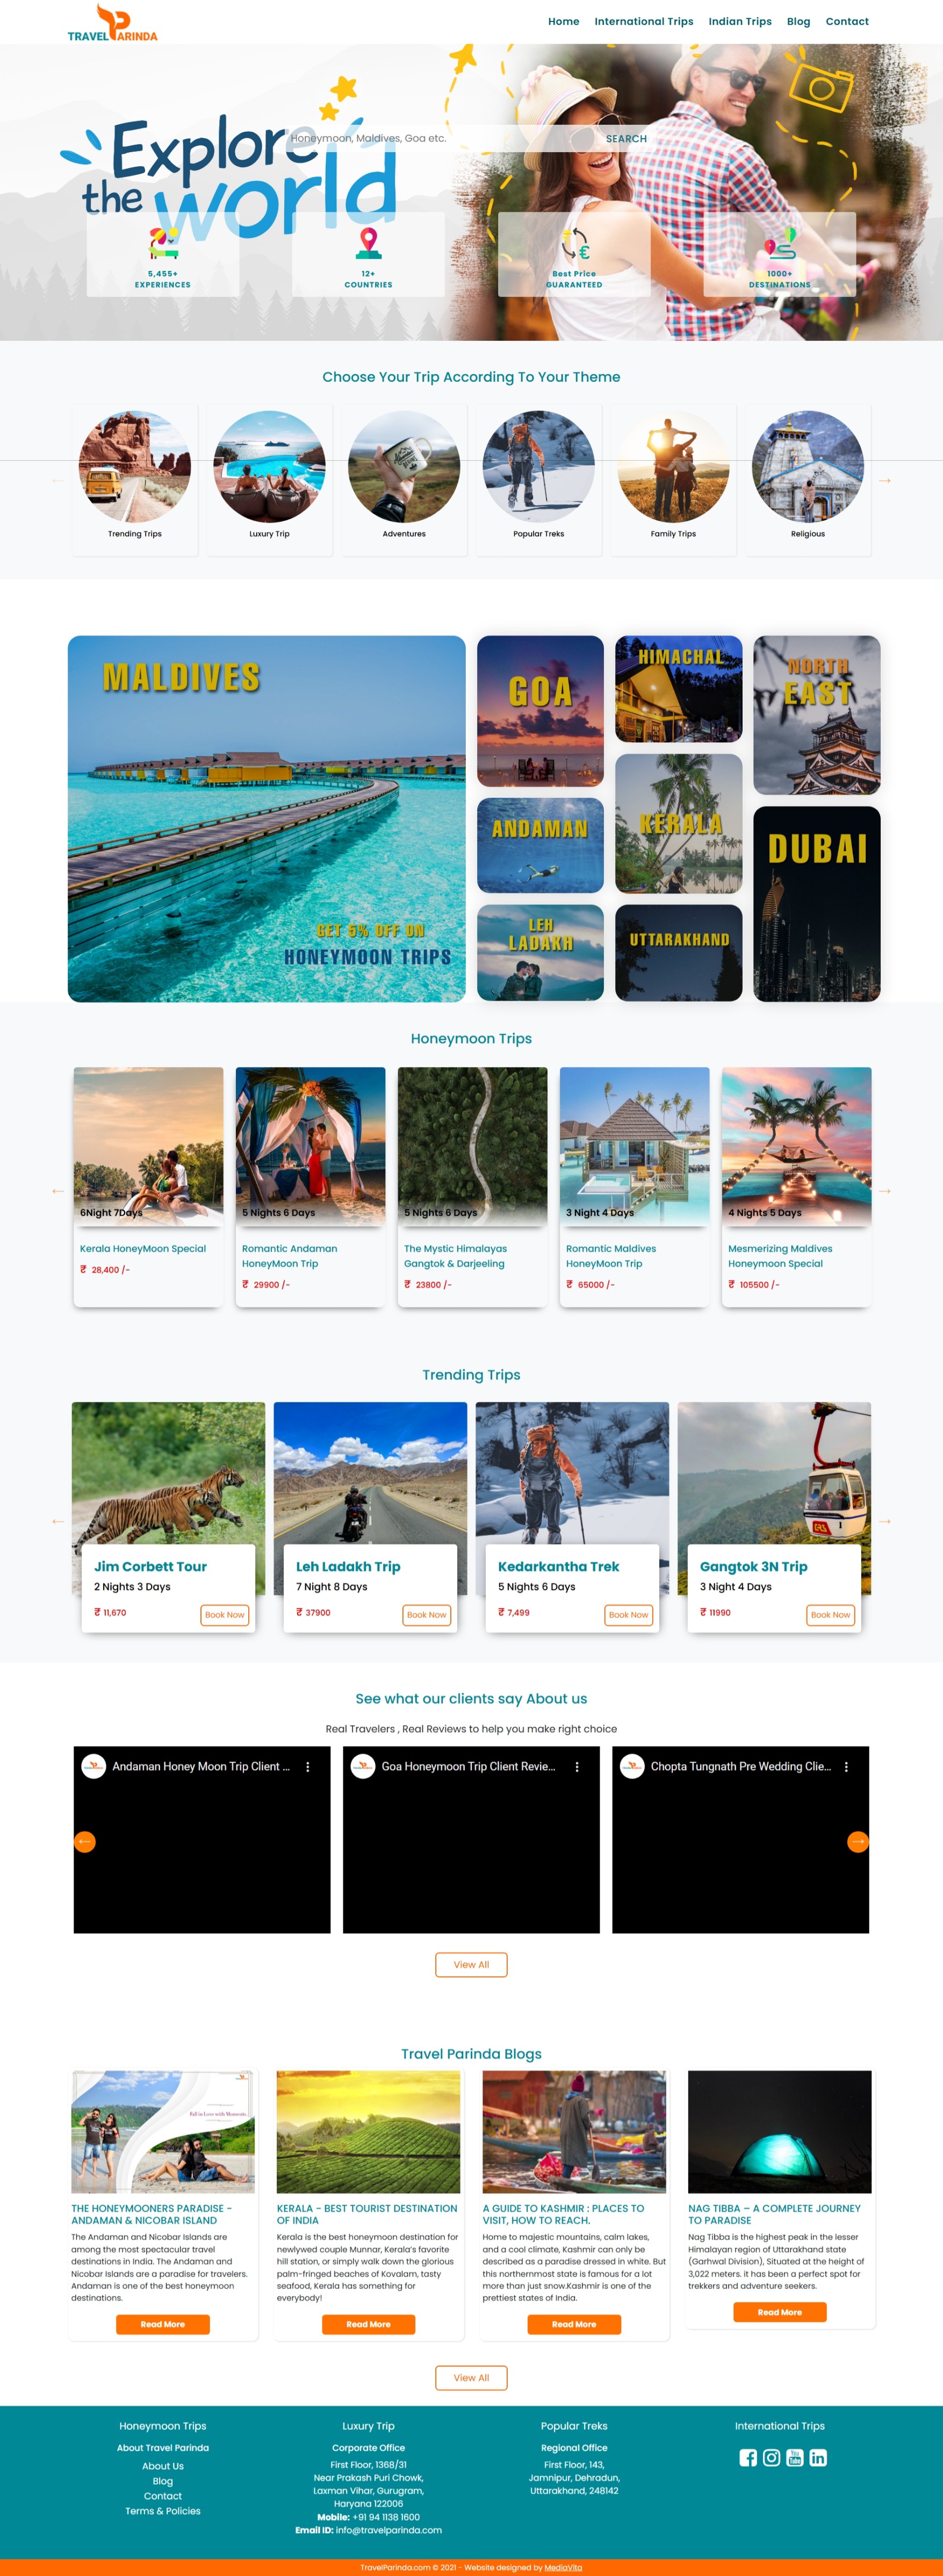 TRAVEL PARINDA
Home International Trips Indian Trips Blog Contact
Explore
the world
Honeymoon, Maldives, Goa etc.
SEARCH
5,455+
EXPERIENCES
12+
COUNTRIES
Best Price
GUARANTEED
1000+
DESTINATIONS
Choose Your Trip According To Your Theme
←
→
Trending Trips
Luxury Trip
Adventures
Popular Treks
Family Trips
Religious
MALDIVES
GET 5% OFF ON
HONEYMOON TRIPS
GOA
HIMACHAL
NORTH
EAST
ANDAMAN
KERALA
DUBAI
LEH
LADAKH
UTTARAKHAND
Honeymoon Trips
←
→
6Night 7Days
Kerala HoneyMoon Special
₹ 28,400 /-
5 Nights 6 Days
Romantic Andaman
HoneyMoon Trip
₹ 29900 /-
5 Nights 6 Days
The Mystic Himalayas
Gangtok & Darjeeling
₹ 23800 /-
3 Night 4 Days
Romantic Maldives
HoneyMoon Trip
₹ 65000 /-
4 Nights 5 Days
Mesmerizing Maldives
Honeymoon Special
₹ 105500 /-
Trending Trips
←
→
Jim Corbett Tour
2 Nights 3 Days
₹ 11,670
Book Now
Leh Ladakh Trip
7 Night 8 Days
₹ 37900
Book Now
Kedarkantha Trek
5 Nights 6 Days
₹ 7,499
Book Now
Gangtok 3N Trip
3 Night 4 Days
₹ 11990
Book Now
See what our clients say About us
Real Travelers , Real Reviews to help you make right choice
Andaman Honey Moon Trip Client ...
Goa Honeymoon Trip Client Revie...
Chopta Tungnath Pre Wedding Clie...
←
→
View All
Travel Parinda Blogs
Fall in Love with Moments
THE HONEYMOONERS PARADISE -
ANDAMAN & NICOBAR ISLAND
The Andaman and Nicobar Islands are
among the most spectacular travel
destinations in India. The Andaman and
Nicobar Islands are a paradise for travelers.
Andaman is one of the best honeymoon
destinations.
Read More
KERALA - BEST TOURIST DESTINATION
OF INDIA
Kerala is the best honeymoon destination for
newlywed couple Munnar, Kerala's favorite
hill station, or simply walk down the glorious
palm-fringed beaches of Kovalam, tasty
seafood, Kerala has something for
everybody!
Read More
A GUIDE TO KASHMIR : PLACES TO
VISIT, HOW TO REACH.
Home to majestic mountains, calm lakes,
and a cool climate, Kashmir can only be
described as a paradise dressed in white. But
this northernmost state is famous for a lot
more than just snow.Kashmir is one of the
prettiest states of India.
Read More
NAG TIBBA – A COMPLETE JOURNEY
TO PARADISE
Nag Tibba is the highest peak in the lesser
Himalayan region of Uttarakhand state
(Garhwal Division), Situated at the height of
3,022 meters. it has been a perfect spot for
trekkers and adventure seekers.
Read More
View All
Honeymoon Trips
Luxury Trip
Popular Treks
International Trips
About Travel Parinda
About Us
Blog
Contact
Terms & Policies
Corporate Office
First Floor, 1368/31
Near Prakash Puri Chowk,
Laxman Vihar, Gurugram,
Haryana 122006
Mobile: +91 94 1138 1600
Email ID: info@travelparinda.com
Regional Office
First Floor, 143,
Jamnipur, Dehradun,
Uttarakhand, 248142
You Tube
in
TravelParinda.com © 2021 - Website designed by MediaVita